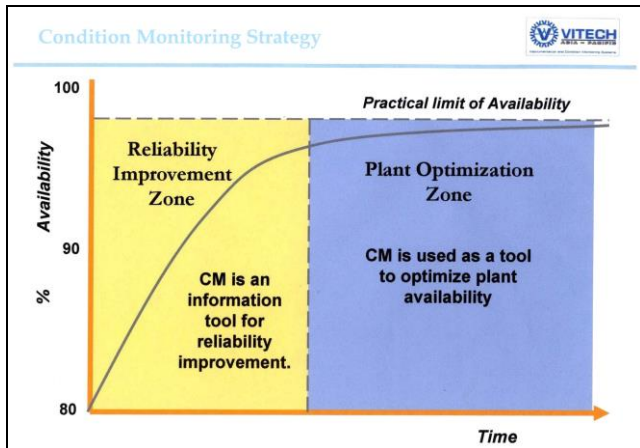 Condition Monitoring Strategy
VITECH
ASIA - PACIFIC
100
Practical limit of Availability
Reliability
Improvement
Zone
Plant Optimization
Zone
Availability
90
%
CM is an
information
tool for
reliability
improvement.
CM is used as a tool
to optimize plant
availability
80
Time